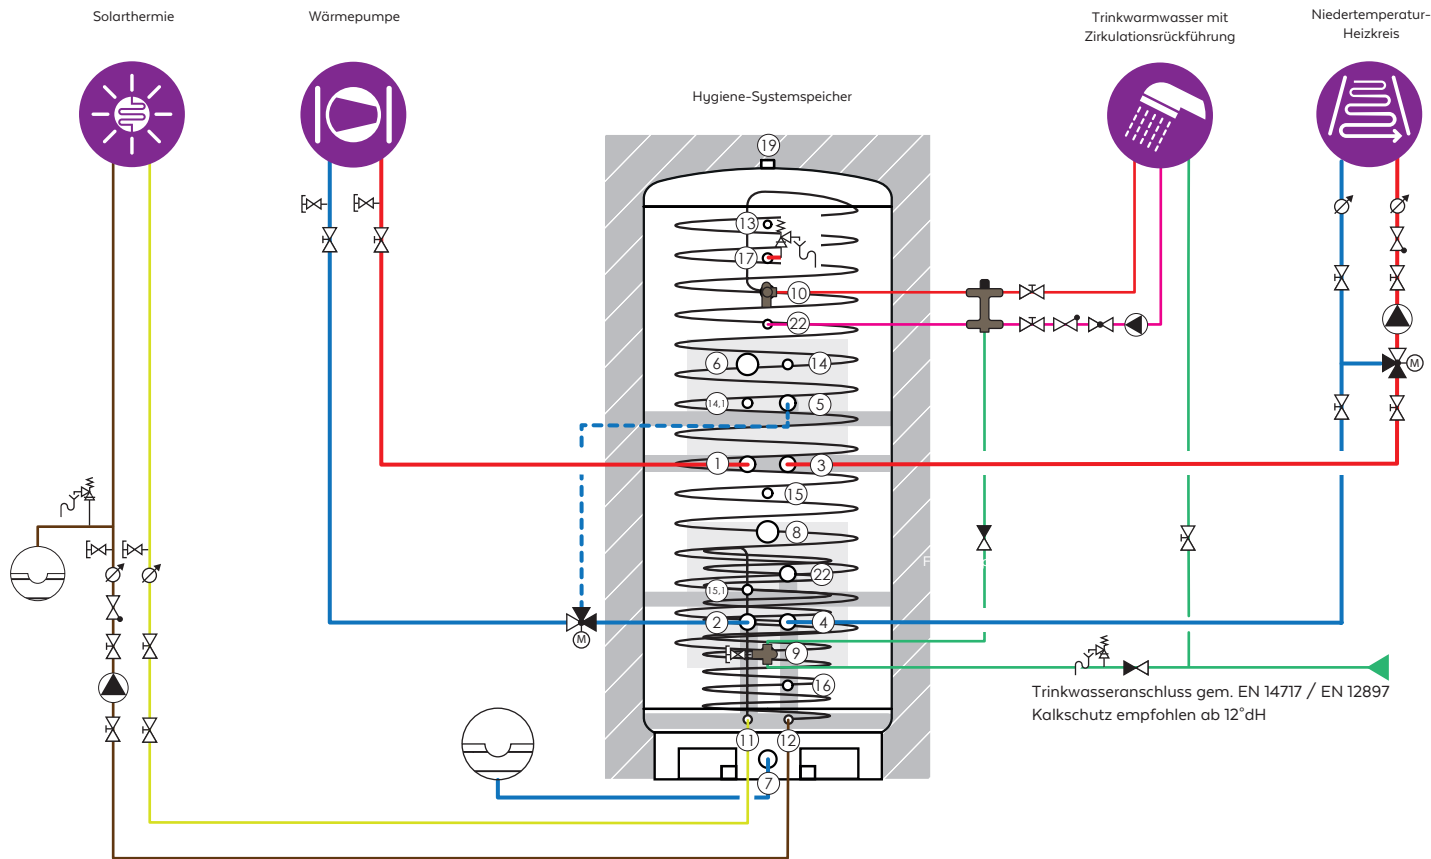 Solarthermie
Wärmepumpe
Trinkwarmwasser mit
Zirkulationsrückführung
Niedertemperatur-
Heizkreis
Hygiene-Systemspeicher
19
13
17
10
22
6
14
14,1
5
1
3
15
8
22
15,1
2
4
9
16
11
12
7
M
M
Trinkwasseranschluss gem. EN 14717 / EN 12897
Kalkschutz empfohlen ab 12°dH